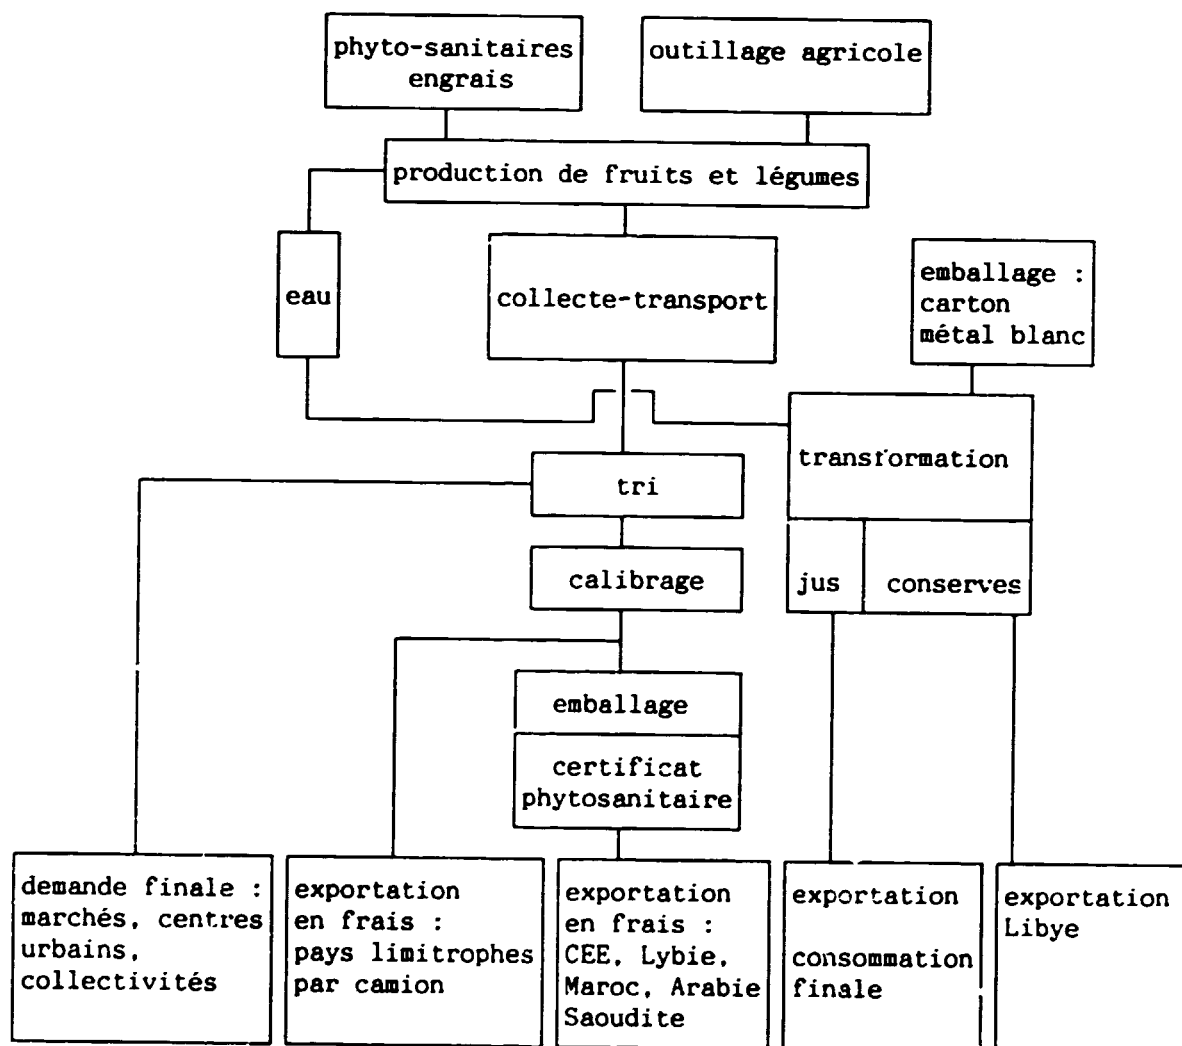 phyto-sanitaires
engrais
outillage agricole
production de fruits et légumes
eau
collecte-transport
emballage :
carton
métal blanc
transformation
tri
calibrage
jus
conserves
emballage
certificat
phytosanitaire
demande finale :
marchés, centres
urbains,
collectivités
exportation
en frais :
pays limitrophes
par camion
exportation
en frais :
CEE, Lybie,
Maroc, Arabie
Saoudite
exportation
consommation
finale
exportation
Libye